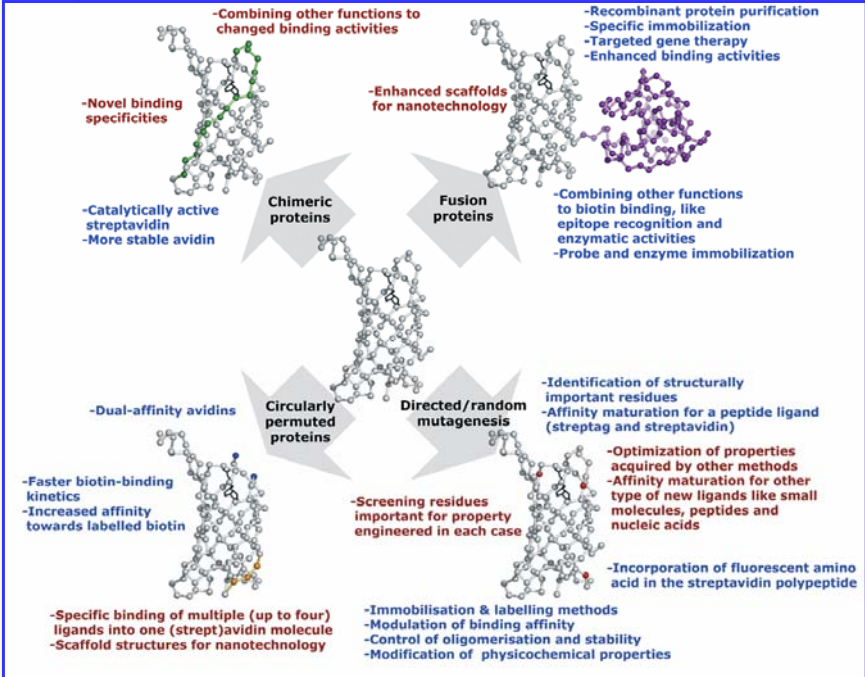 -Combining other functions to
changed binding activities
-Novel binding
specificities
-Catalytically active
streptavidin
-More stable avidin
Chimeric
proteins
-Recombinant protein purification
-Specific immobilization
-Targeted gene therapy
-Enhanced binding activities
-Enhanced scaffolds
for nanotechnology
Fusion
proteins
-Combining other functions
to biotin binding, like
epitope recognition and
enzymatic activities
-Probe and enzyme immobilization
-Dual-affinity avidins
Circularly
permuted
proteins
-Faster biotin-binding
kinetics
-Increased affinity
towards labelled biotin
-Specific binding of multiple (up to four)
ligands into one (strept)avidin molecule
-Scaffold structures for nanotechnology
Directed/random
mutagenesis
-Identification of structurally
important residues
-Affinity maturation for a peptide ligand
(streptag and streptavidin)
-Optimization of properties
acquired by other methods
-Affinity maturation for other
type of new ligands like small
molecules, peptides and
nucleic acids
-Screening residues
important for property
engineered in each case
-Incorporation of fluorescent amino
acid in the streptavidin polypeptide
-Immobilisation & labelling methods
-Modulation of binding affinity
-Control of oligomerisation and stability
-Modification of physicochemical properties